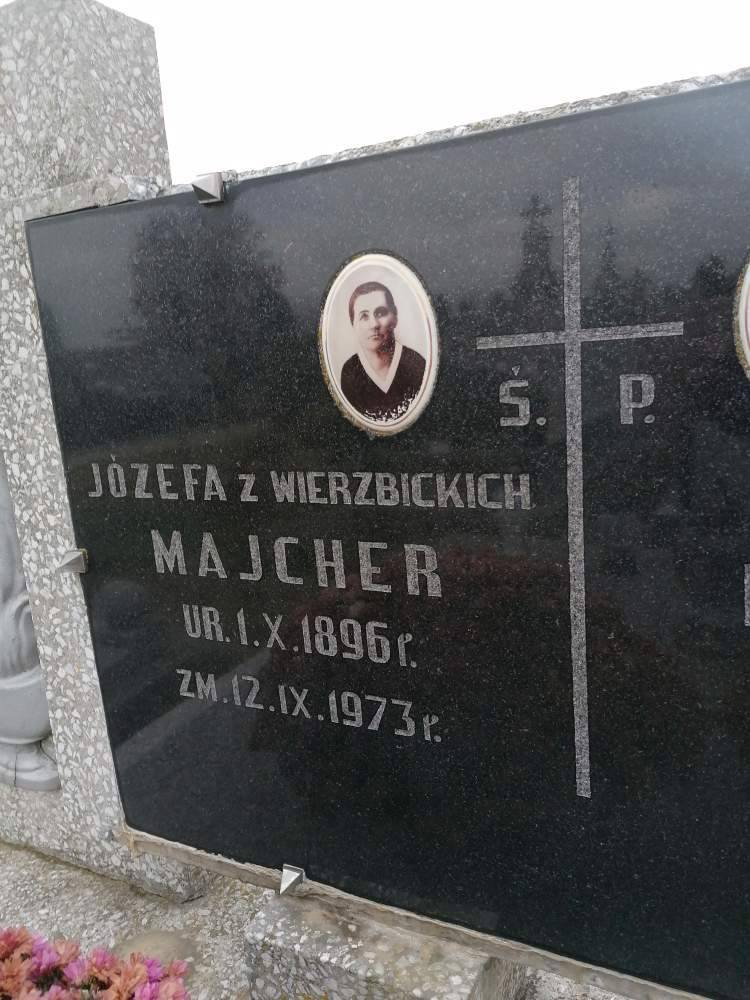 Ś. P.
JÓZEFA z WIERZBICKICH
MAJCHER
UR. 1. X. 1896 r.
ZM. 12. IX. 1973 r.